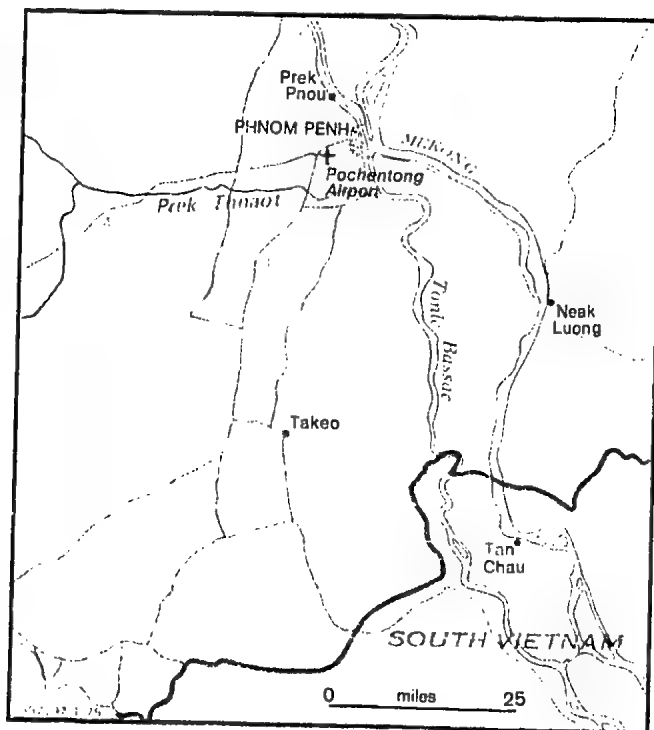 Prek
Pnou
PHNOM PENH
MEKONG
Pochentong
Airport
Prek Thnaot
Tonle Bassac
Neak
Luong
Takeo
Tan
Chau
SOUTH VIETNAM
0 miles 25